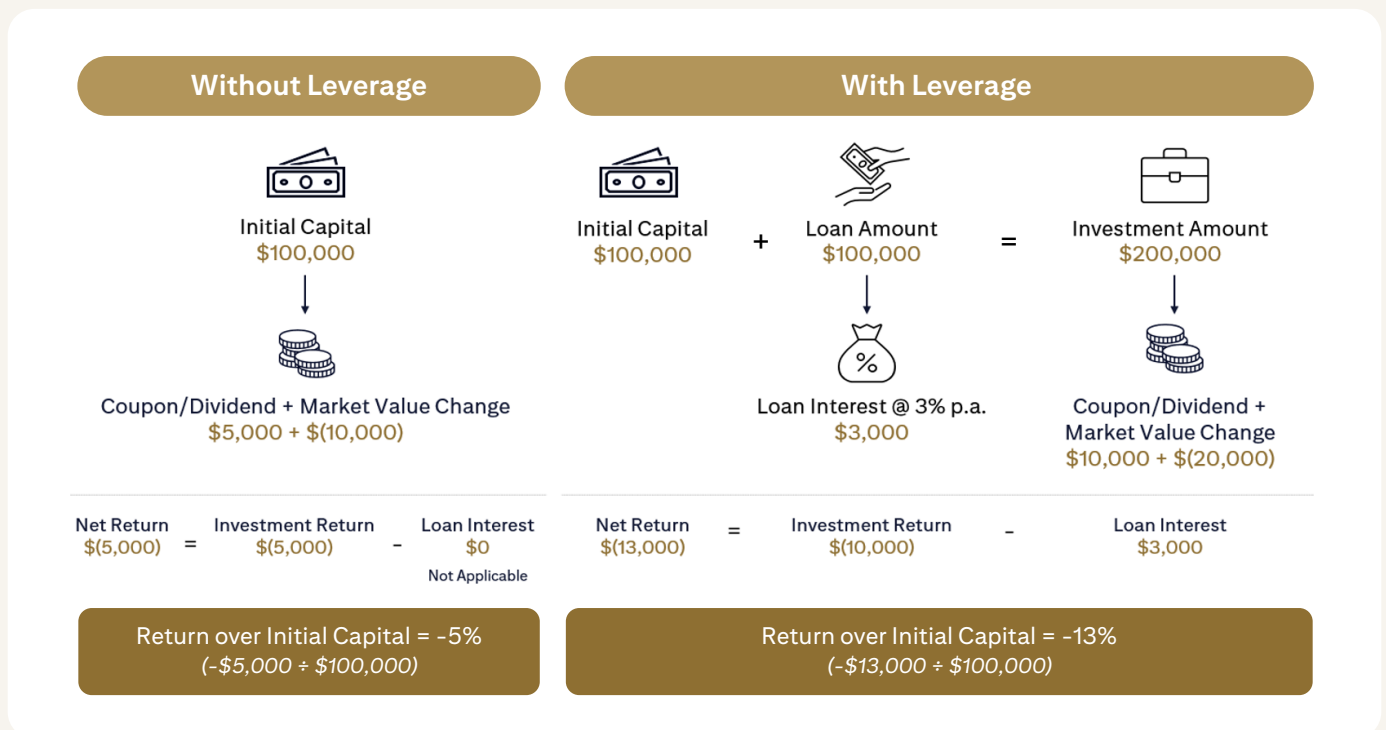 Without Leverage
Initial Capital
$100,000
Coupon/Dividend + Market Value Change
$5,000 + $(10,000)
Net Return
$(5,000)
=
Investment Return
$(5,000)
-
Loan Interest
$0
Not Applicable
Return over Initial Capital = -5%
(-$5,000 ÷ $100,000)
With Leverage
Initial Capital
$100,000
+
Loan Amount
$100,000
=
Investment Amount
$200,000
%
Loan Interest @ 3% p.a.
$3,000
Coupon/Dividend +
Market Value Change
$10,000 + $(20,000)
Net Return
$(13,000)
=
Investment Return
$(10,000)
-
Loan Interest
$3,000
Return over Initial Capital = -13%
(-$13,000 ÷ $100,000)